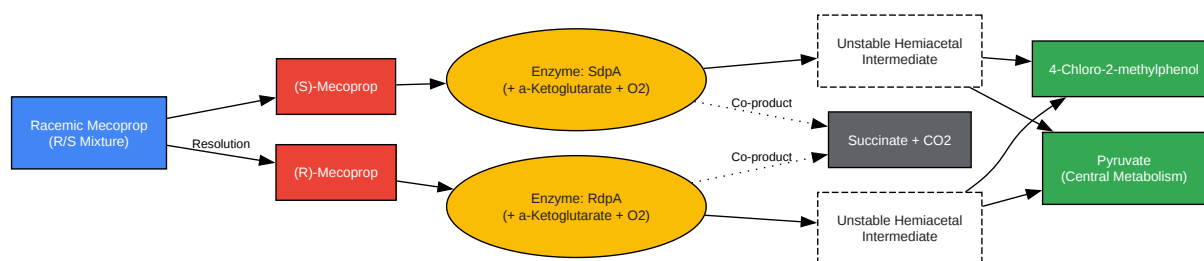 Racemic Mecoprop
(R/S Mixture)
Resolution
(S)-Mecoprop
(R)-Mecoprop
Enzyme: SdpA
(+ a-Ketoglutarate + O2)
Enzyme: RdpA
(+ a-Ketoglutarate + O2)
Co-product
Co-product
Unstable Hemiacetal
Intermediate
Succinate + CO2
Unstable Hemiacetal
Intermediate
4-Chloro-2-methylphenol
Pyruvate
(Central Metabolism)